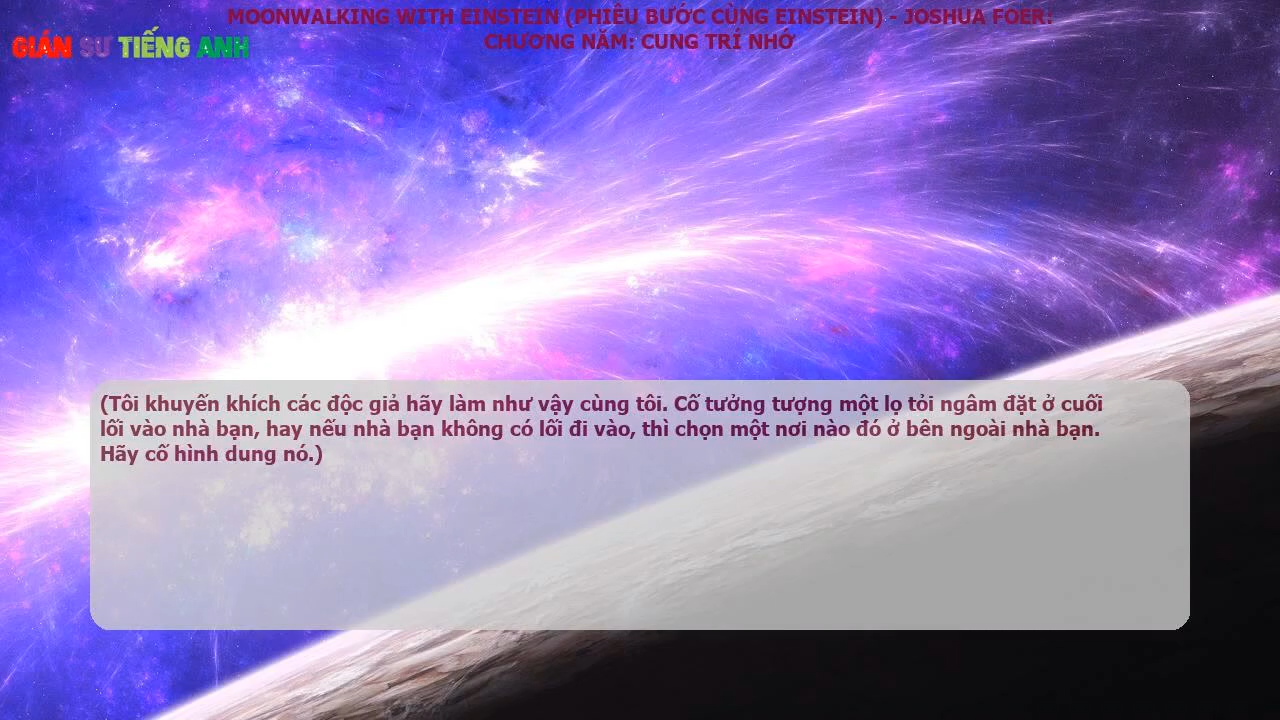 MOONWALKING WITH EINSTEIN (PHIÊU BƯỚC CÙNG EINSTEIN) - JOSHUA FOER:
CHƯƠNG NĂM: CUNG TRÍ NHỚ
GIÁN SƯ TIẾNG ANH
(Tôi khuyến khích các độc giả hãy làm như vậy cùng tôi. Cố tưởng tượng một lọ tỏi ngâm đặt ở cuối
lối vào nhà bạn, hay nếu nhà bạn không có lối đi vào, thì chọn một nơi nào đó ở bên ngoài nhà bạn.
Hãy cố hình dung nó.)